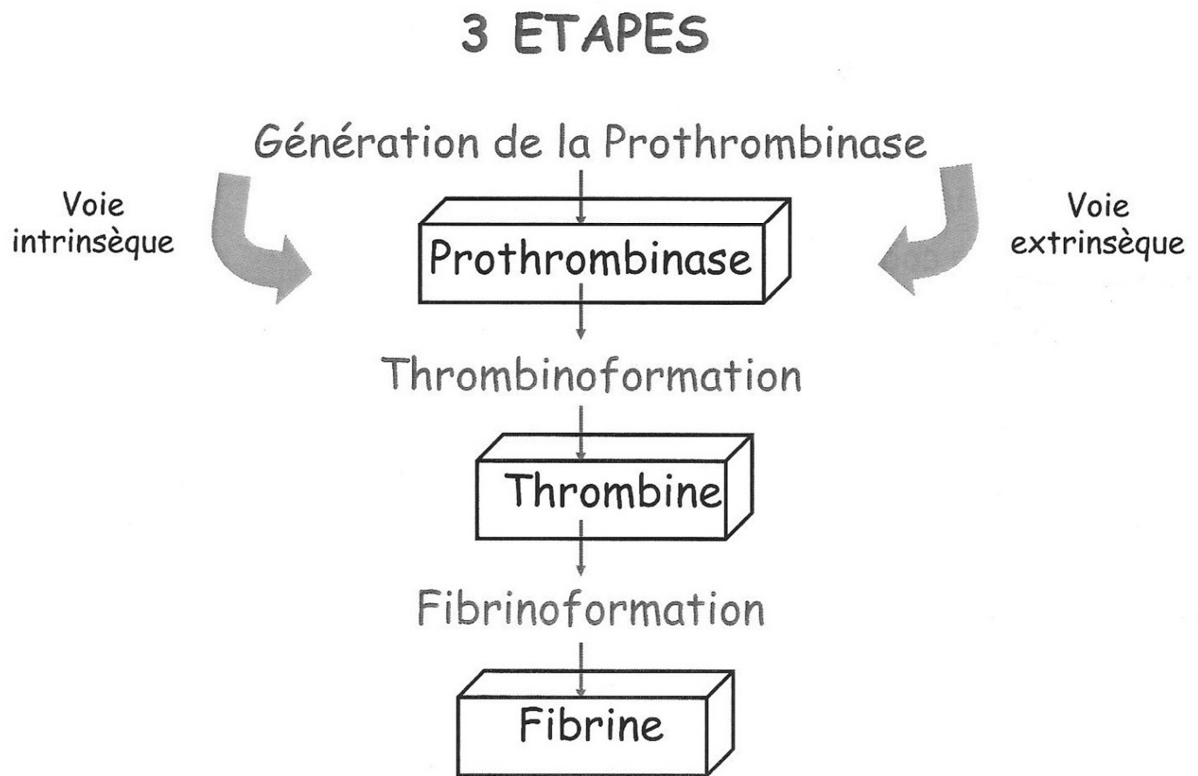 3 ETAPES
Génération de la Prothrombinase
Voie
intrinsèque
Prothrombinase
Voie
extrinsèque
Thrombinoformation
Thrombine
Fibrinoformation
Fibrine